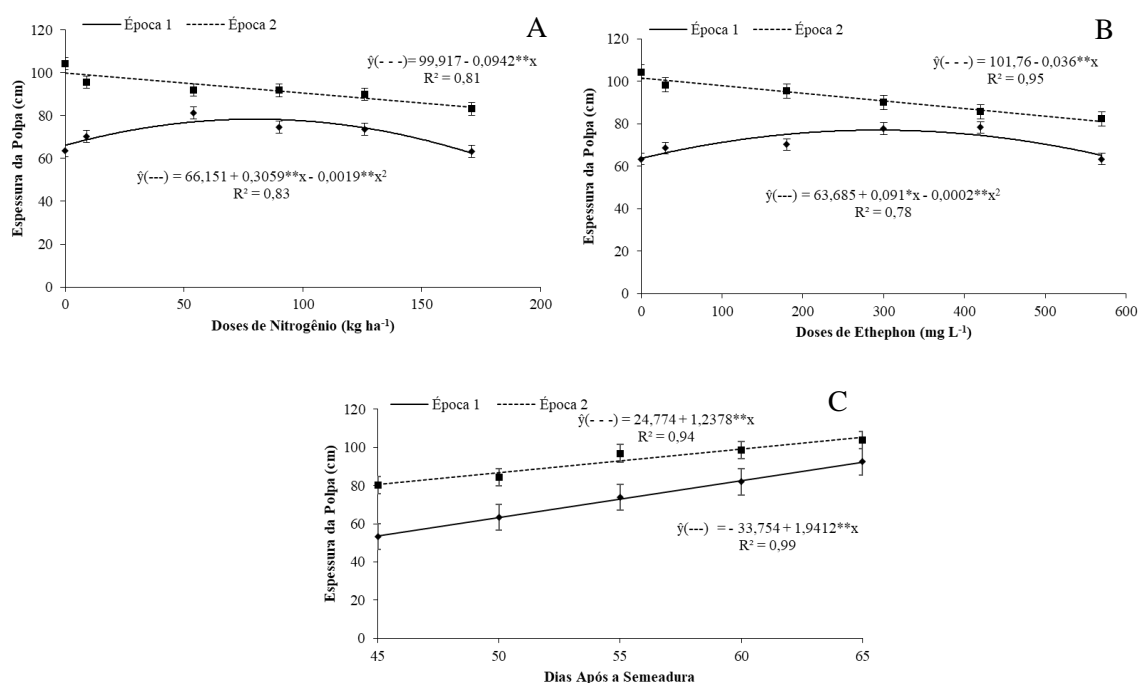 Época 1 Época 2
A
ŷ(- - -)= 99,917 - 0,0942**x
R² = 0,81
ŷ(---) = 66,151 + 0,3059**x - 0,0019**x²
R² = 0,83
Espessura da Polpa (cm)
120
100
80
60
40
20
0
0 50 100 150 200
Doses de Nitrogênio (kg ha⁻¹)
Época 1 Época 2
B
ŷ(- - -)= 101,76 - 0,036**x
R² = 0,95
ŷ(---) = 63,685 + 0,091*x - 0,0002**x²
R² = 0,78
Espessura da Polpa (cm)
120
100
80
60
40
20
0
0 100 200 300 400 500 600
Doses de Ethephon (mg L⁻¹)
Época 1 Época 2
C
ŷ(- - -) = 24,774 + 1,2378**x
R² = 0,94
ŷ(---) = - 33,754 + 1,9412**x
R² = 0,99
Espessura da Polpa (cm)
120
100
80
60
40
20
0
45 50 55 60 65
Dias Após a Semeadura